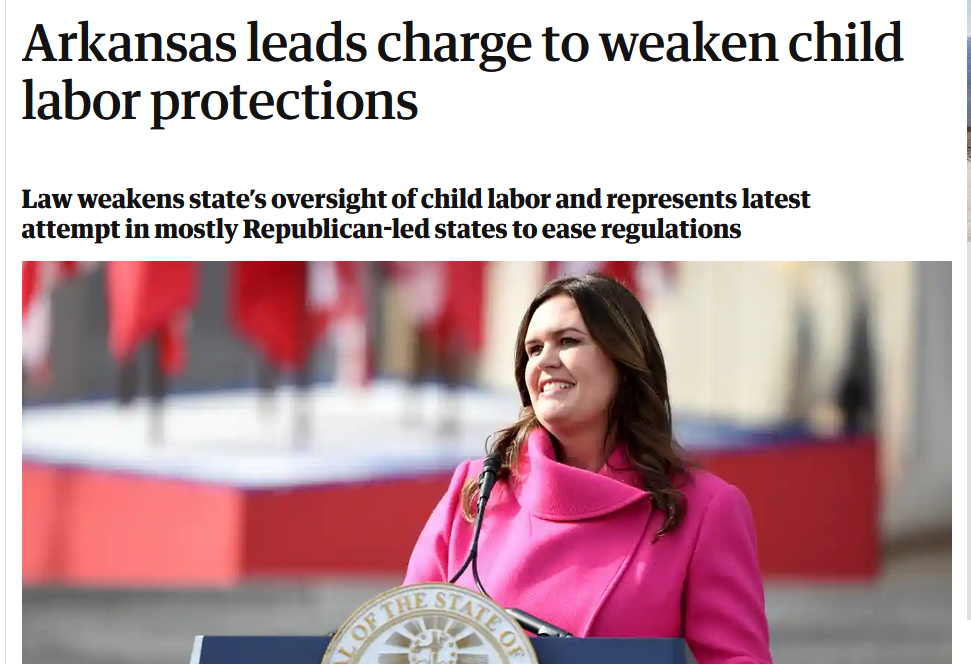 Arkansas leads charge to weaken child
labor protections
Law weakens state’s oversight of child labor and represents latest
attempt in mostly Republican-led states to ease regulations
OF THE STATE OF